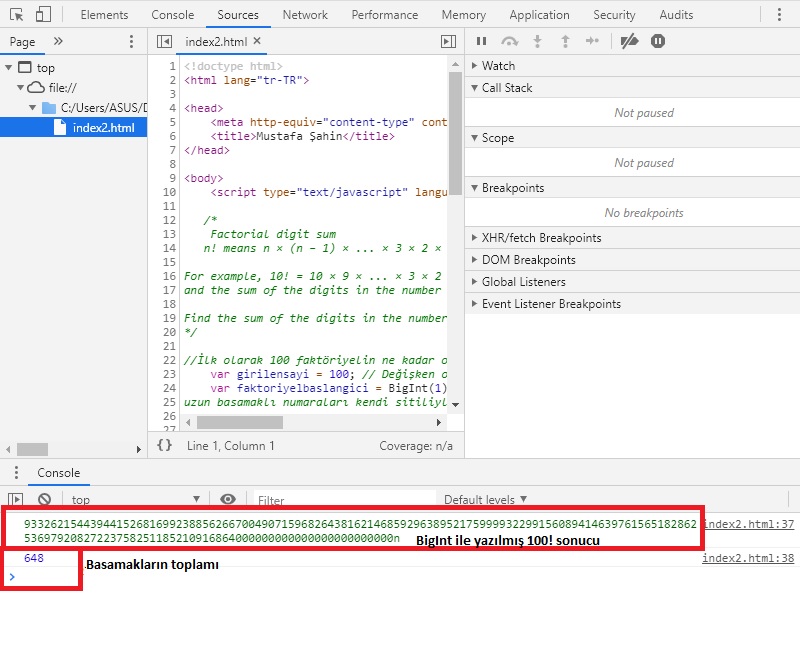 Elements Console Sources Network Performance Memory Application Security Audits
Page » index2.html ×
top
file://
C:/Users/ASUS/D
index2.html
1 <!doctype html>
2 <html lang="tr-TR">
3
4 <head>
5 <meta http-equiv="content-type" cont
6 <title>Mustafa Şahin</title>
7 </head>
8
9 <body>
10 <script type="text/javascript" langu
11
12 /*
13 Factorial digit sum
14 n! means n × (n − 1) × ... × 3 × 2 ×
15
16 For example, 10! = 10 × 9 × ... × 3 × 2
17 and the sum of the digits in the number
18
19 Find the sum of the digits in the number
20 */
21
22 //İlk olarak 100 faktöriyelin ne kadar o
23 var girilensayi = 100; // Değişken o
24 var faktoriyelbaslangici = BigInt(1)
25 uzun basamaklı numaraları kendi sitiliyl
26
27
{} Line 1, Column 1 Coverage: n/a
Watch
Call Stack
Not paused
Scope
Not paused
Breakpoints
No breakpoints
XHR/fetch Breakpoints
DOM Breakpoints
Global Listeners
Event Listener Breakpoints
Console
top Filter Default levels
93326215443944152681699238856266700490715968264381621468592963895217599993229915608941463976156518286253697920827223758251185210916864000000000000000000000000n index2.html:37
BigInt ile yazılmış 100! sonucu
648 index2.html:38
Basamakların toplamı
>